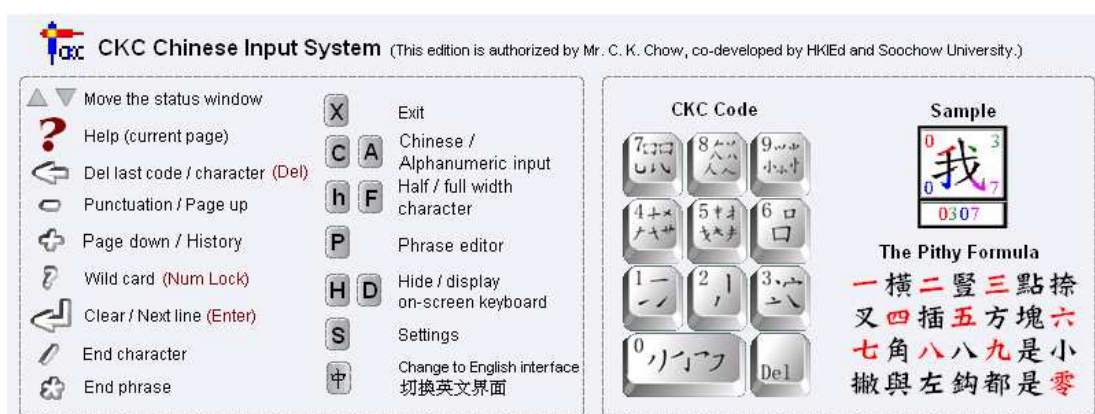 CKC CKC Chinese Input System (This edition is authorized by Mr. C. K. Chow, co-developed by HKIEd and Soochow University.)
Move the status window
Help (current page)
Del last code / character (Del)
Punctuation / Page up
Page down / History
Wild card (Num Lock)
Clear / Next line (Enter)
End character
End phrase
X Exit
C A Chinese /
Alphanumeric input
h F Half / full width
character
P Phrase editor
H D Hide / display
on-screen keyboard
S Settings
中 Change to English interface
切換英文界面
CKC Code
7 8 9
4 5 6
1 2 3
0 Del
Sample
0 3
我
0 7
0307
The Pithy Formula
一橫二豎三點捺
叉四插五方塊六
七角八八九是小
撇與左鈎都是零